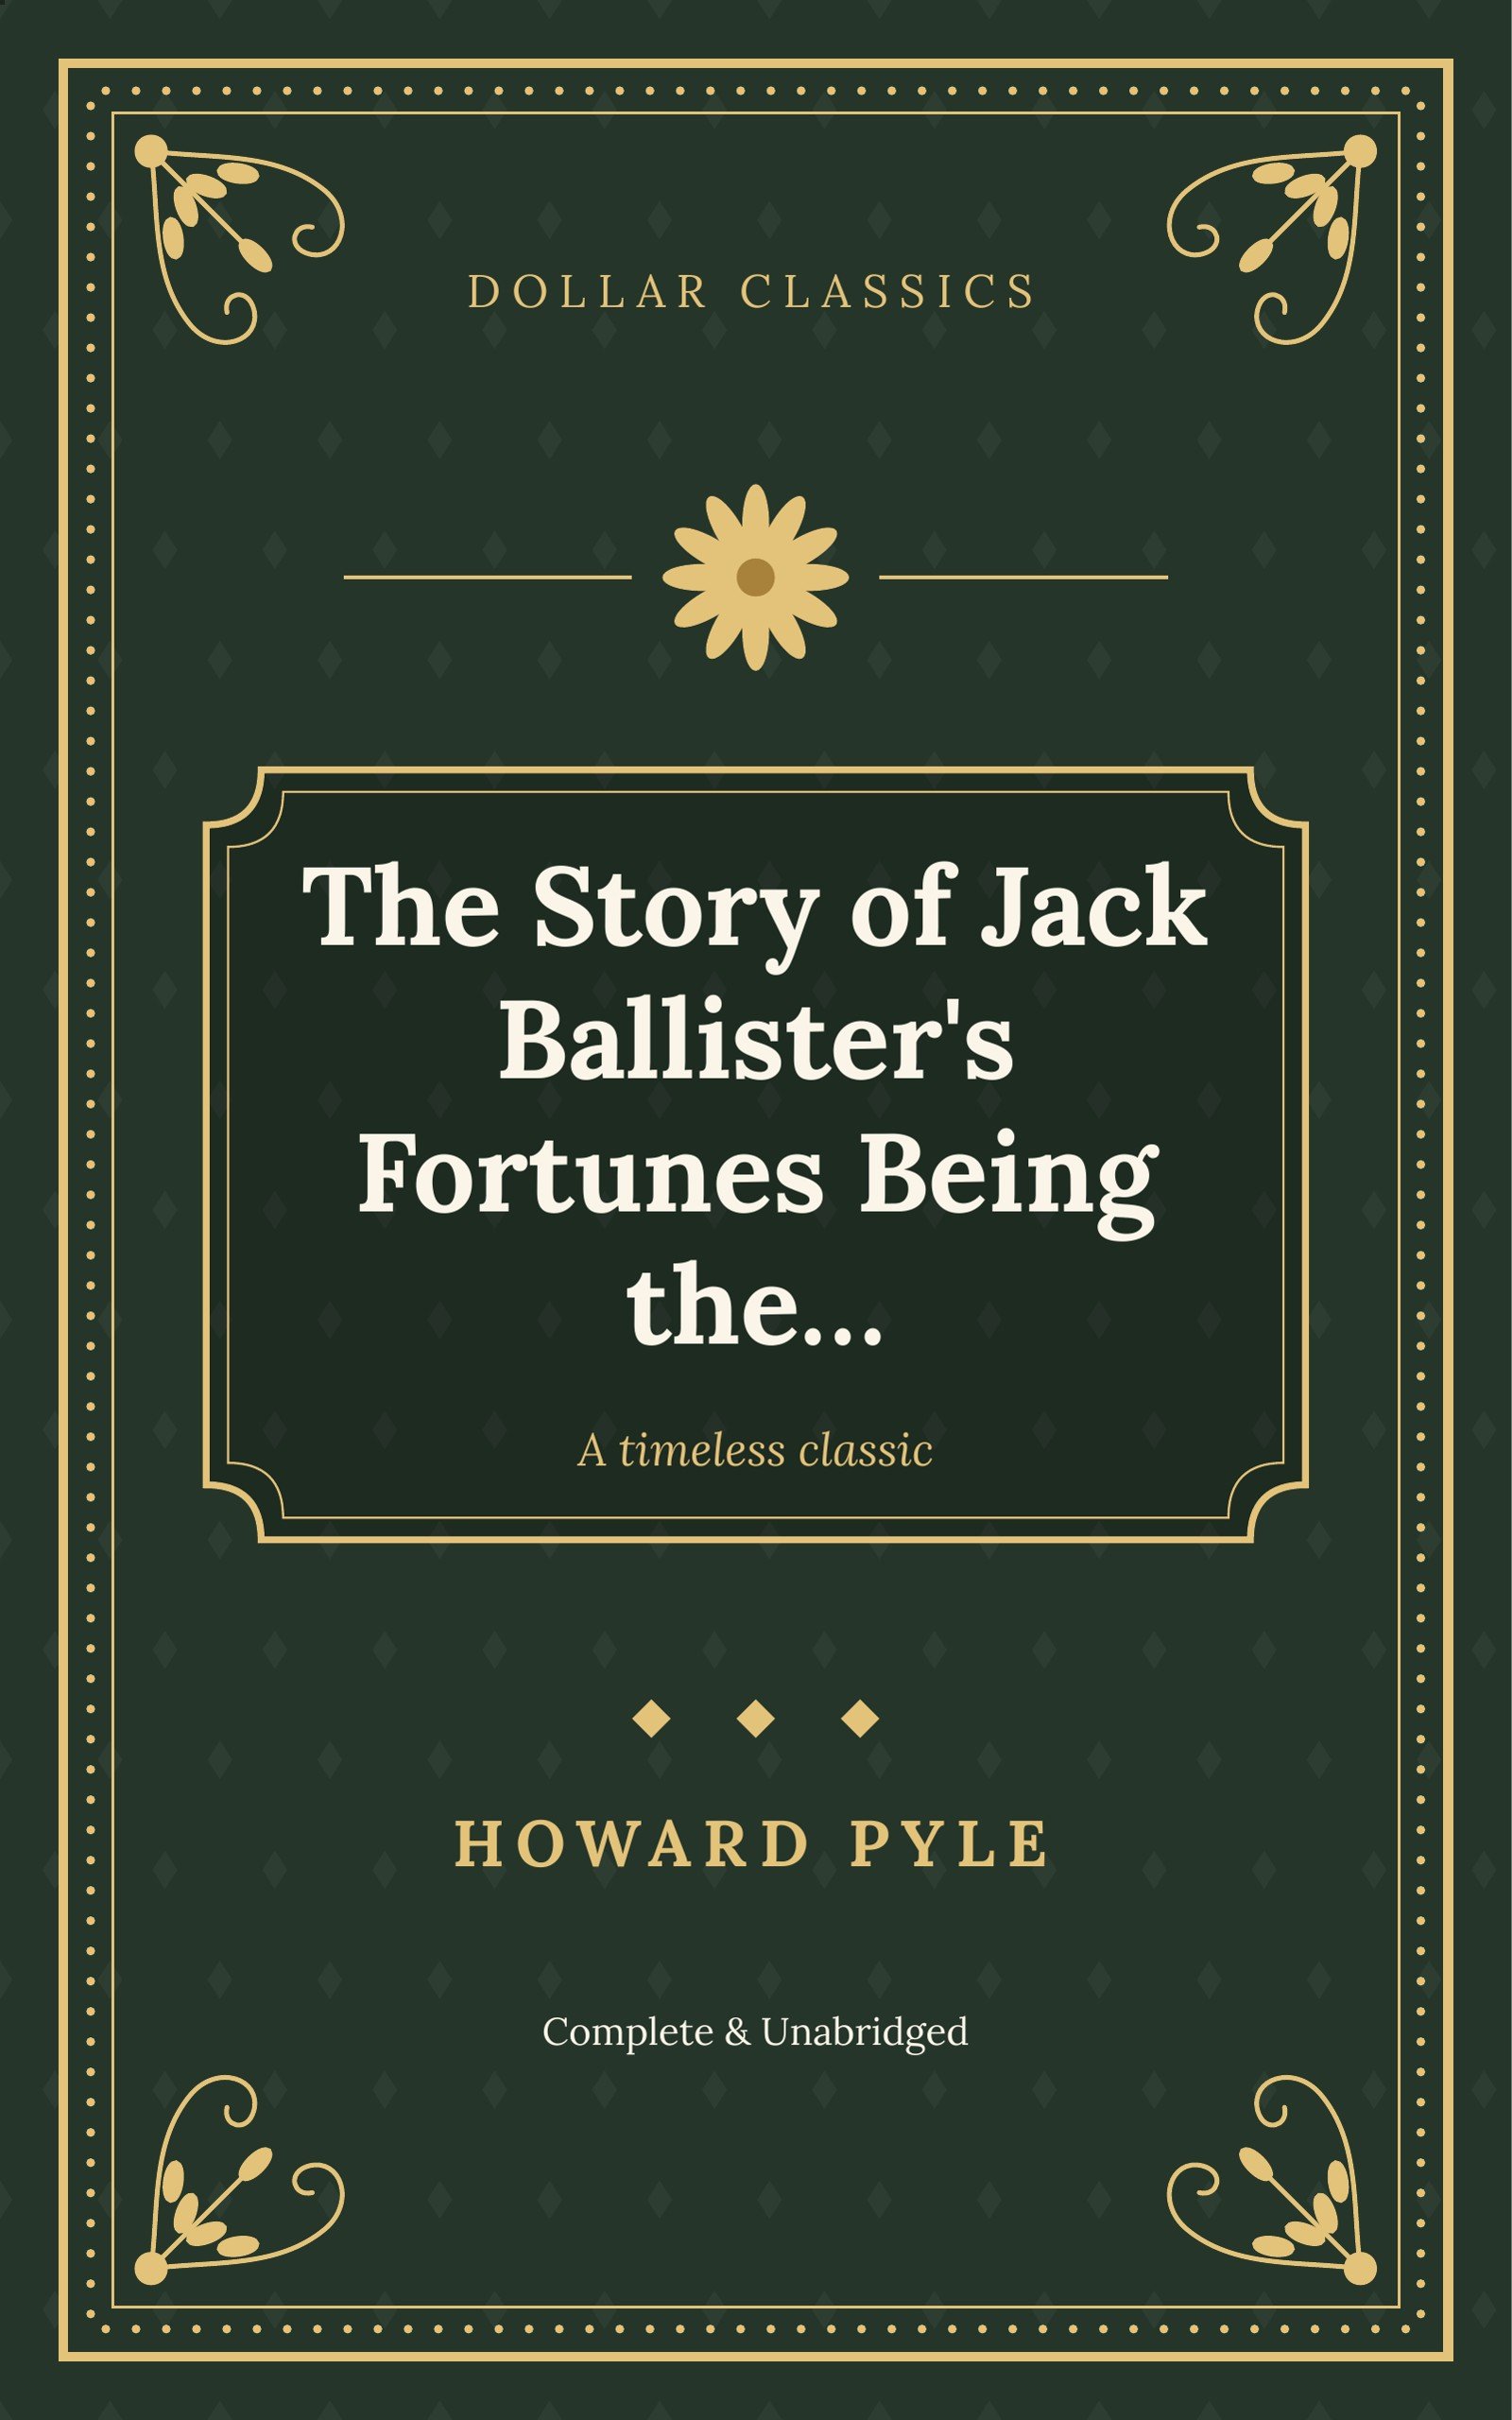 DOLLAR CLASSICS
The Story of Jack
Ballister's
Fortunes Being
the...
A timeless classic
HOWARD PYLE
Complete & Unabridged